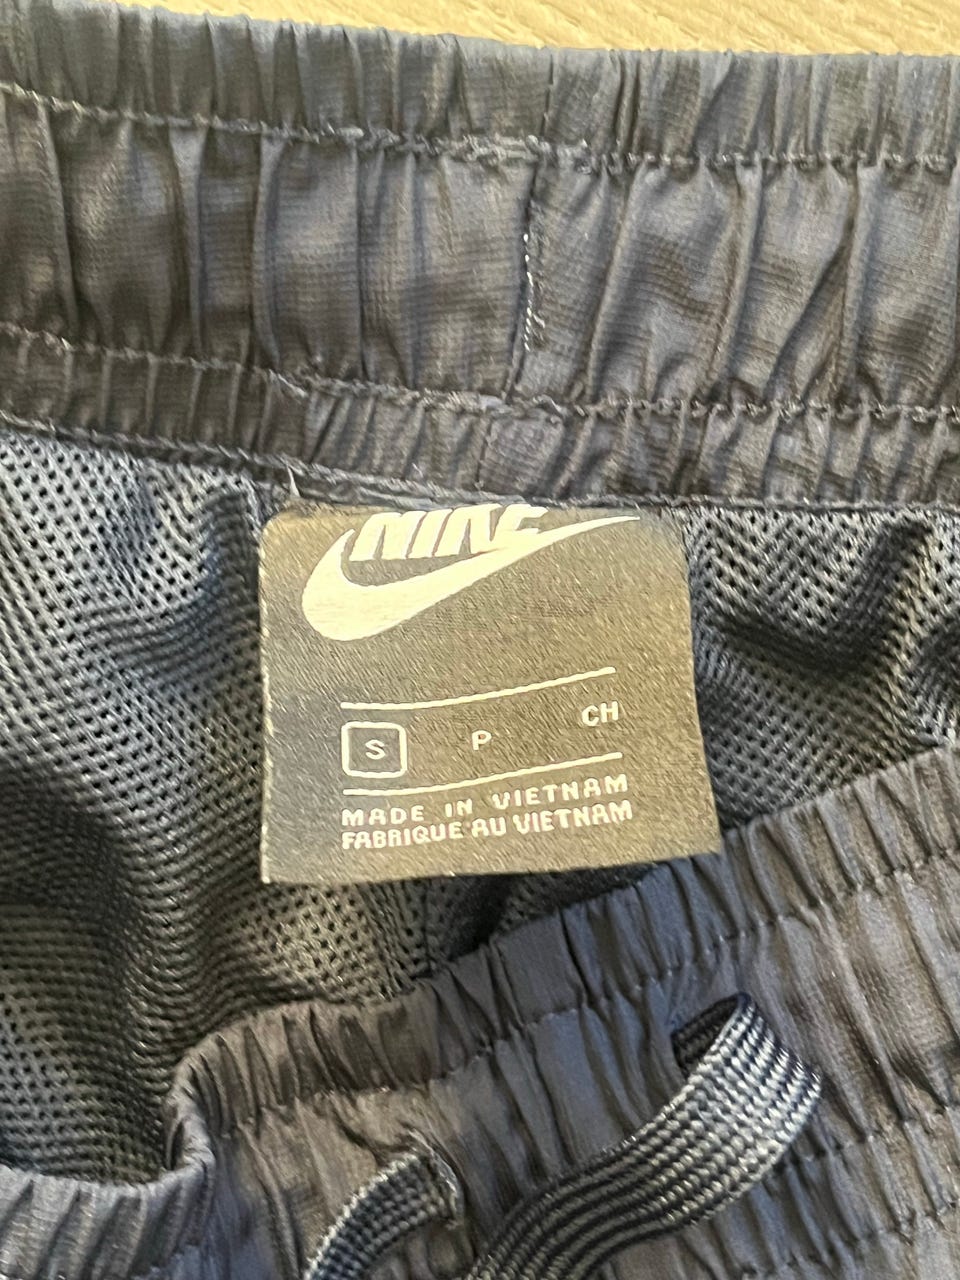 NIKE
S P CH
MADE IN VIETNAM
FABRIQUE AU VIETNAM